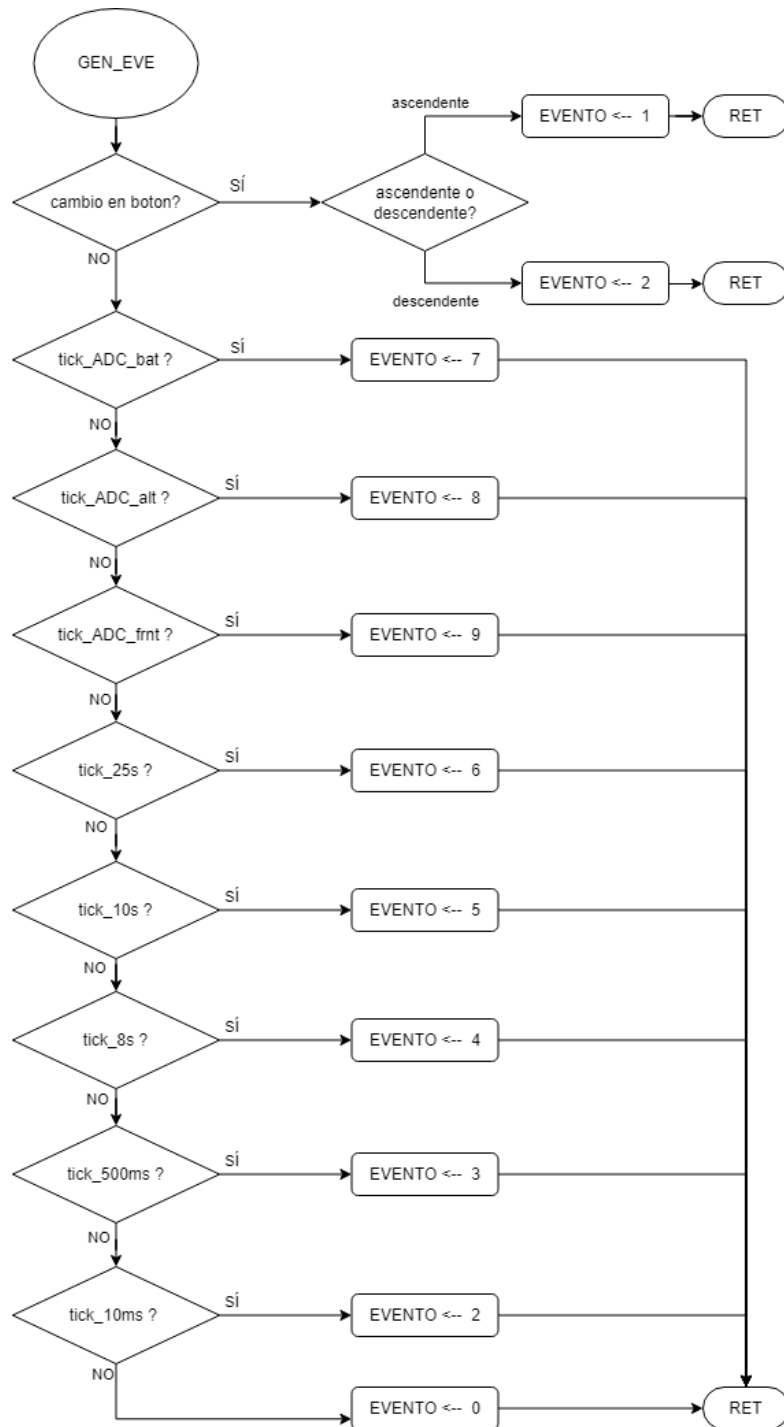 GEN_EVE
ascendente
EVENTO <-- 1
RET
cambio en boton?
SÍ
ascendente o
descendente?
NO
descendente
EVENTO <-- 2
RET
tick_ADC_bat ?
SÍ
EVENTO <-- 7
NO
tick_ADC_alt ?
SÍ
EVENTO <-- 8
NO
tick_ADC_frnt ?
SÍ
EVENTO <-- 9
NO
tick_25s ?
SÍ
EVENTO <-- 6
NO
tick_10s ?
SÍ
EVENTO <-- 5
NO
tick_8s ?
SÍ
EVENTO <-- 4
NO
tick_500ms ?
SÍ
EVENTO <-- 3
NO
tick_10ms ?
SÍ
EVENTO <-- 2
NO
EVENTO <-- 0
RET